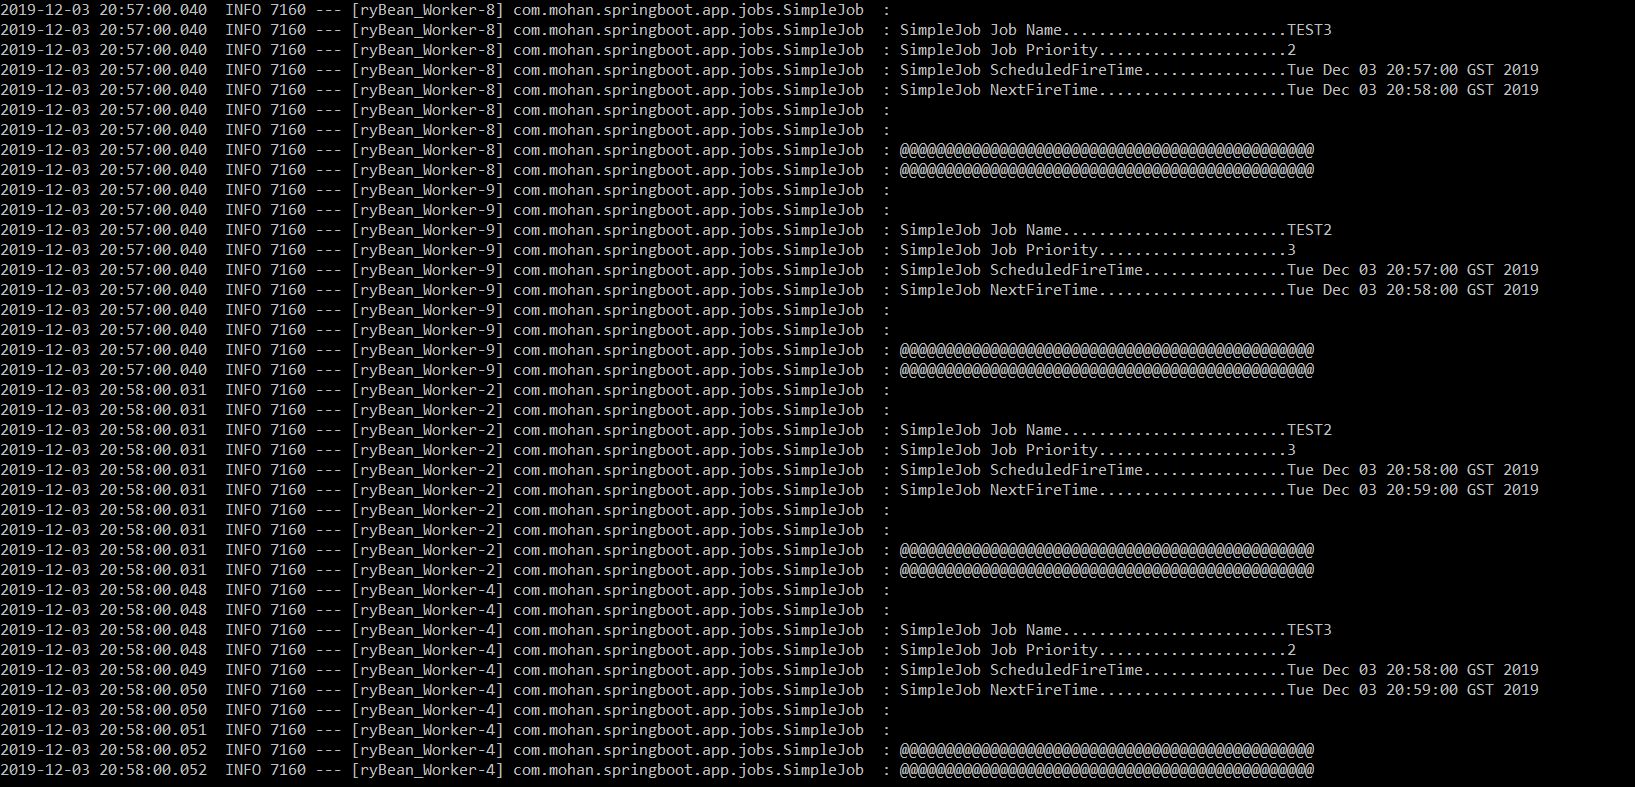 2019-12-03 20:57:00.040  INFO 7160 --- [ryBean_Worker-8] com.mohan.springboot.app.jobs.SimpleJob  :
2019-12-03 20:57:00.040  INFO 7160 --- [ryBean_Worker-8] com.mohan.springboot.app.jobs.SimpleJob  : SimpleJob Job Name.........................TEST3
2019-12-03 20:57:00.040  INFO 7160 --- [ryBean_Worker-8] com.mohan.springboot.app.jobs.SimpleJob  : SimpleJob Job Priority.....................2
2019-12-03 20:57:00.040  INFO 7160 --- [ryBean_Worker-8] com.mohan.springboot.app.jobs.SimpleJob  : SimpleJob ScheduledFireTime................Tue Dec 03 20:57:00 GST 2019
2019-12-03 20:57:00.040  INFO 7160 --- [ryBean_Worker-8] com.mohan.springboot.app.jobs.SimpleJob  : SimpleJob NextFireTime.....................Tue Dec 03 20:58:00 GST 2019
2019-12-03 20:57:00.040  INFO 7160 --- [ryBean_Worker-8] com.mohan.springboot.app.jobs.SimpleJob  :
2019-12-03 20:57:00.040  INFO 7160 --- [ryBean_Worker-8] com.mohan.springboot.app.jobs.SimpleJob  :
2019-12-03 20:57:00.040  INFO 7160 --- [ryBean_Worker-8] com.mohan.springboot.app.jobs.SimpleJob  : @@@@@@@@@@@@@@@@@@@@@@@@@@@@@@@@@@@@@@@@@@@@@@
2019-12-03 20:57:00.040  INFO 7160 --- [ryBean_Worker-8] com.mohan.springboot.app.jobs.SimpleJob  : @@@@@@@@@@@@@@@@@@@@@@@@@@@@@@@@@@@@@@@@@@@@@@
2019-12-03 20:57:00.040  INFO 7160 --- [ryBean_Worker-9] com.mohan.springboot.app.jobs.SimpleJob  :
2019-12-03 20:57:00.040  INFO 7160 --- [ryBean_Worker-9] com.mohan.springboot.app.jobs.SimpleJob  :
2019-12-03 20:57:00.040  INFO 7160 --- [ryBean_Worker-9] com.mohan.springboot.app.jobs.SimpleJob  : SimpleJob Job Name.........................TEST2
2019-12-03 20:57:00.040  INFO 7160 --- [ryBean_Worker-9] com.mohan.springboot.app.jobs.SimpleJob  : SimpleJob Job Priority.....................3
2019-12-03 20:57:00.040  INFO 7160 --- [ryBean_Worker-9] com.mohan.springboot.app.jobs.SimpleJob  : SimpleJob ScheduledFireTime................Tue Dec 03 20:57:00 GST 2019
2019-12-03 20:57:00.040  INFO 7160 --- [ryBean_Worker-9] com.mohan.springboot.app.jobs.SimpleJob  : SimpleJob NextFireTime.....................Tue Dec 03 20:58:00 GST 2019
2019-12-03 20:57:00.040  INFO 7160 --- [ryBean_Worker-9] com.mohan.springboot.app.jobs.SimpleJob  :
2019-12-03 20:57:00.040  INFO 7160 --- [ryBean_Worker-9] com.mohan.springboot.app.jobs.SimpleJob  :
2019-12-03 20:57:00.040  INFO 7160 --- [ryBean_Worker-9] com.mohan.springboot.app.jobs.SimpleJob  : @@@@@@@@@@@@@@@@@@@@@@@@@@@@@@@@@@@@@@@@@@@@@@
2019-12-03 20:57:00.040  INFO 7160 --- [ryBean_Worker-9] com.mohan.springboot.app.jobs.SimpleJob  : @@@@@@@@@@@@@@@@@@@@@@@@@@@@@@@@@@@@@@@@@@@@@@
2019-12-03 20:58:00.031  INFO 7160 --- [ryBean_Worker-2] com.mohan.springboot.app.jobs.SimpleJob  :
2019-12-03 20:58:00.031  INFO 7160 --- [ryBean_Worker-2] com.mohan.springboot.app.jobs.SimpleJob  :
2019-12-03 20:58:00.031  INFO 7160 --- [ryBean_Worker-2] com.mohan.springboot.app.jobs.SimpleJob  : SimpleJob Job Name.........................TEST2
2019-12-03 20:58:00.031  INFO 7160 --- [ryBean_Worker-2] com.mohan.springboot.app.jobs.SimpleJob  : SimpleJob Job Priority.....................3
2019-12-03 20:58:00.031  INFO 7160 --- [ryBean_Worker-2] com.mohan.springboot.app.jobs.SimpleJob  : SimpleJob ScheduledFireTime................Tue Dec 03 20:58:00 GST 2019
2019-12-03 20:58:00.031  INFO 7160 --- [ryBean_Worker-2] com.mohan.springboot.app.jobs.SimpleJob  : SimpleJob NextFireTime.....................Tue Dec 03 20:59:00 GST 2019
2019-12-03 20:58:00.031  INFO 7160 --- [ryBean_Worker-2] com.mohan.springboot.app.jobs.SimpleJob  :
2019-12-03 20:58:00.031  INFO 7160 --- [ryBean_Worker-2] com.mohan.springboot.app.jobs.SimpleJob  :
2019-12-03 20:58:00.031  INFO 7160 --- [ryBean_Worker-2] com.mohan.springboot.app.jobs.SimpleJob  : @@@@@@@@@@@@@@@@@@@@@@@@@@@@@@@@@@@@@@@@@@@@@@
2019-12-03 20:58:00.031  INFO 7160 --- [ryBean_Worker-2] com.mohan.springboot.app.jobs.SimpleJob  : @@@@@@@@@@@@@@@@@@@@@@@@@@@@@@@@@@@@@@@@@@@@@@
2019-12-03 20:58:00.048  INFO 7160 --- [ryBean_Worker-4] com.mohan.springboot.app.jobs.SimpleJob  :
2019-12-03 20:58:00.048  INFO 7160 --- [ryBean_Worker-4] com.mohan.springboot.app.jobs.SimpleJob  :
2019-12-03 20:58:00.048  INFO 7160 --- [ryBean_Worker-4] com.mohan.springboot.app.jobs.SimpleJob  : SimpleJob Job Name.........................TEST3
2019-12-03 20:58:00.048  INFO 7160 --- [ryBean_Worker-4] com.mohan.springboot.app.jobs.SimpleJob  : SimpleJob Job Priority.....................2
2019-12-03 20:58:00.049  INFO 7160 --- [ryBean_Worker-4] com.mohan.springboot.app.jobs.SimpleJob  : SimpleJob ScheduledFireTime................Tue Dec 03 20:58:00 GST 2019
2019-12-03 20:58:00.050  INFO 7160 --- [ryBean_Worker-4] com.mohan.springboot.app.jobs.SimpleJob  : SimpleJob NextFireTime.....................Tue Dec 03 20:59:00 GST 2019
2019-12-03 20:58:00.050  INFO 7160 --- [ryBean_Worker-4] com.mohan.springboot.app.jobs.SimpleJob  :
2019-12-03 20:58:00.051  INFO 7160 --- [ryBean_Worker-4] com.mohan.springboot.app.jobs.SimpleJob  :
2019-12-03 20:58:00.052  INFO 7160 --- [ryBean_Worker-4] com.mohan.springboot.app.jobs.SimpleJob  : @@@@@@@@@@@@@@@@@@@@@@@@@@@@@@@@@@@@@@@@@@@@@@
2019-12-03 20:58:00.052  INFO 7160 --- [ryBean_Worker-4] com.mohan.springboot.app.jobs.SimpleJob  : @@@@@@@@@@@@@@@@@@@@@@@@@@@@@@@@@@@@@@@@@@@@@@